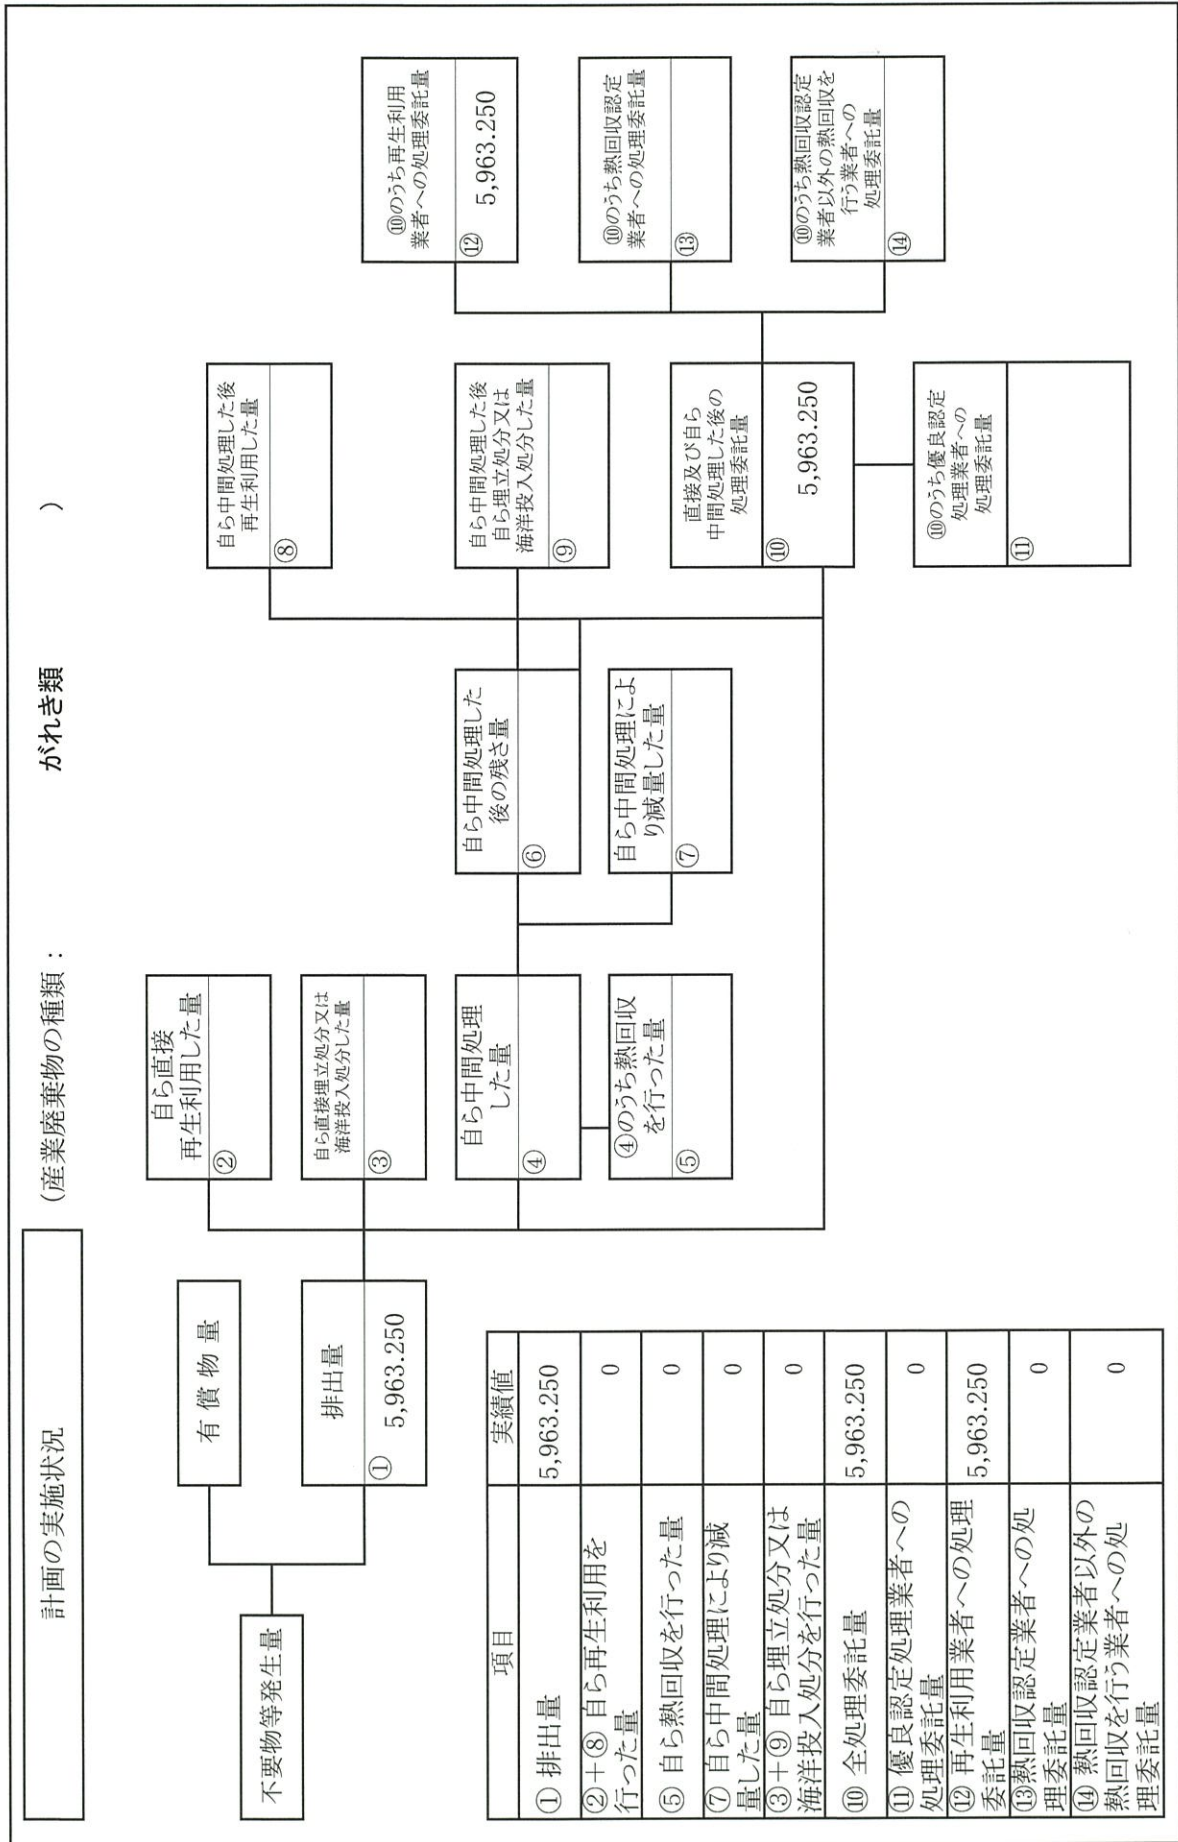 計画の実施状況
(産業廃棄物の種類： がれき類 )
不要物等発生量
有 償 物 量
排出量
① 5,963.250
自ら直接
再生利用した量
②
自ら直接埋立処分又は
海洋投入処分した量
③
自ら中間処理
した量
④
④のうち熱回収
を行った量
⑤
自ら中間処理した
後の残さ量
⑥
自ら中間処理によ
り減量した量
⑦
自ら中間処理した後
再生利用した量
⑧
自ら中間処理した後
自ら埋立処分又は
海洋投入処分した量
⑨
直接及び自ら
中間処理した後の
処理委託量
⑩ 5,963.250
⑩のうち優良認定
処理業者への
処理委託量
⑪
⑩のうち再生利用
業者への処理委託量
⑫ 5,963.250
⑩のうち熱回収認定
業者への処理委託量
⑬
⑩のうち熱回収認定
業者以外の熱回収を
行う業者への
処理委託量
⑭
項目 実績値
① 排出量 5,963.250
②＋⑧ 自ら再生利用を
行った量 0
⑤ 自ら熱回収を行った量 0
⑦ 自ら中間処理により減
量した量 0
③＋⑨ 自ら埋立処分又は
海洋投入処分を行った量 0
⑩ 全処理委託量 5,963.250
⑪ 優良認定処理業者への
処理委託量 0
⑫ 再生利用業者への処理
委託量 5,963.250
⑬熱回収認定業者への処
理委託量 0
⑭ 熱回収認定業者以外の
熱回収を行う業者への処
理委託量 0